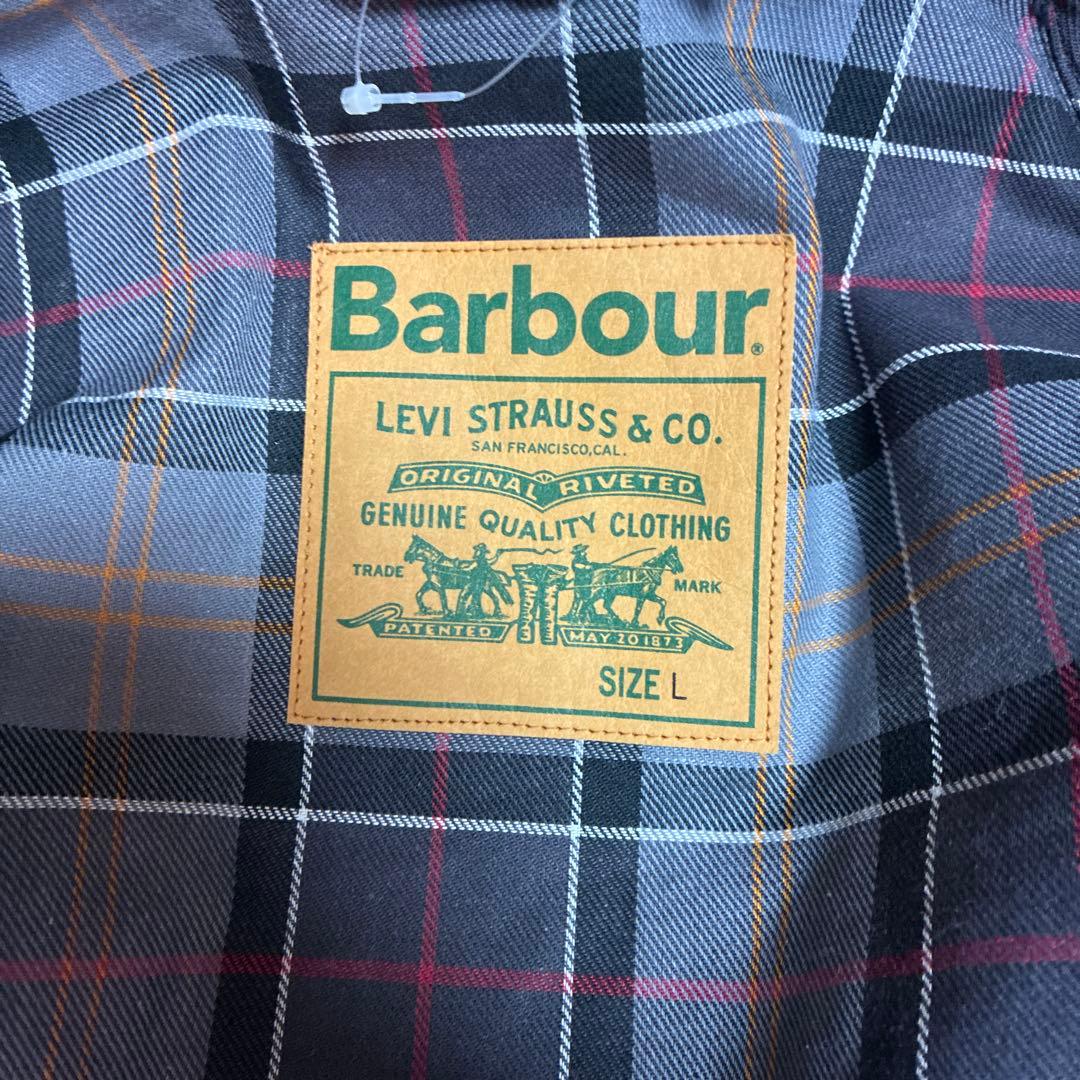 Barbour®
LEVI STRAUSS & CO.
SAN FRANCISCO, CAL.
ORIGINAL RIVETED
GENUINE QUALITY CLOTHING
TRADE MARK
PATENTED MAY 20 1873
SIZE L